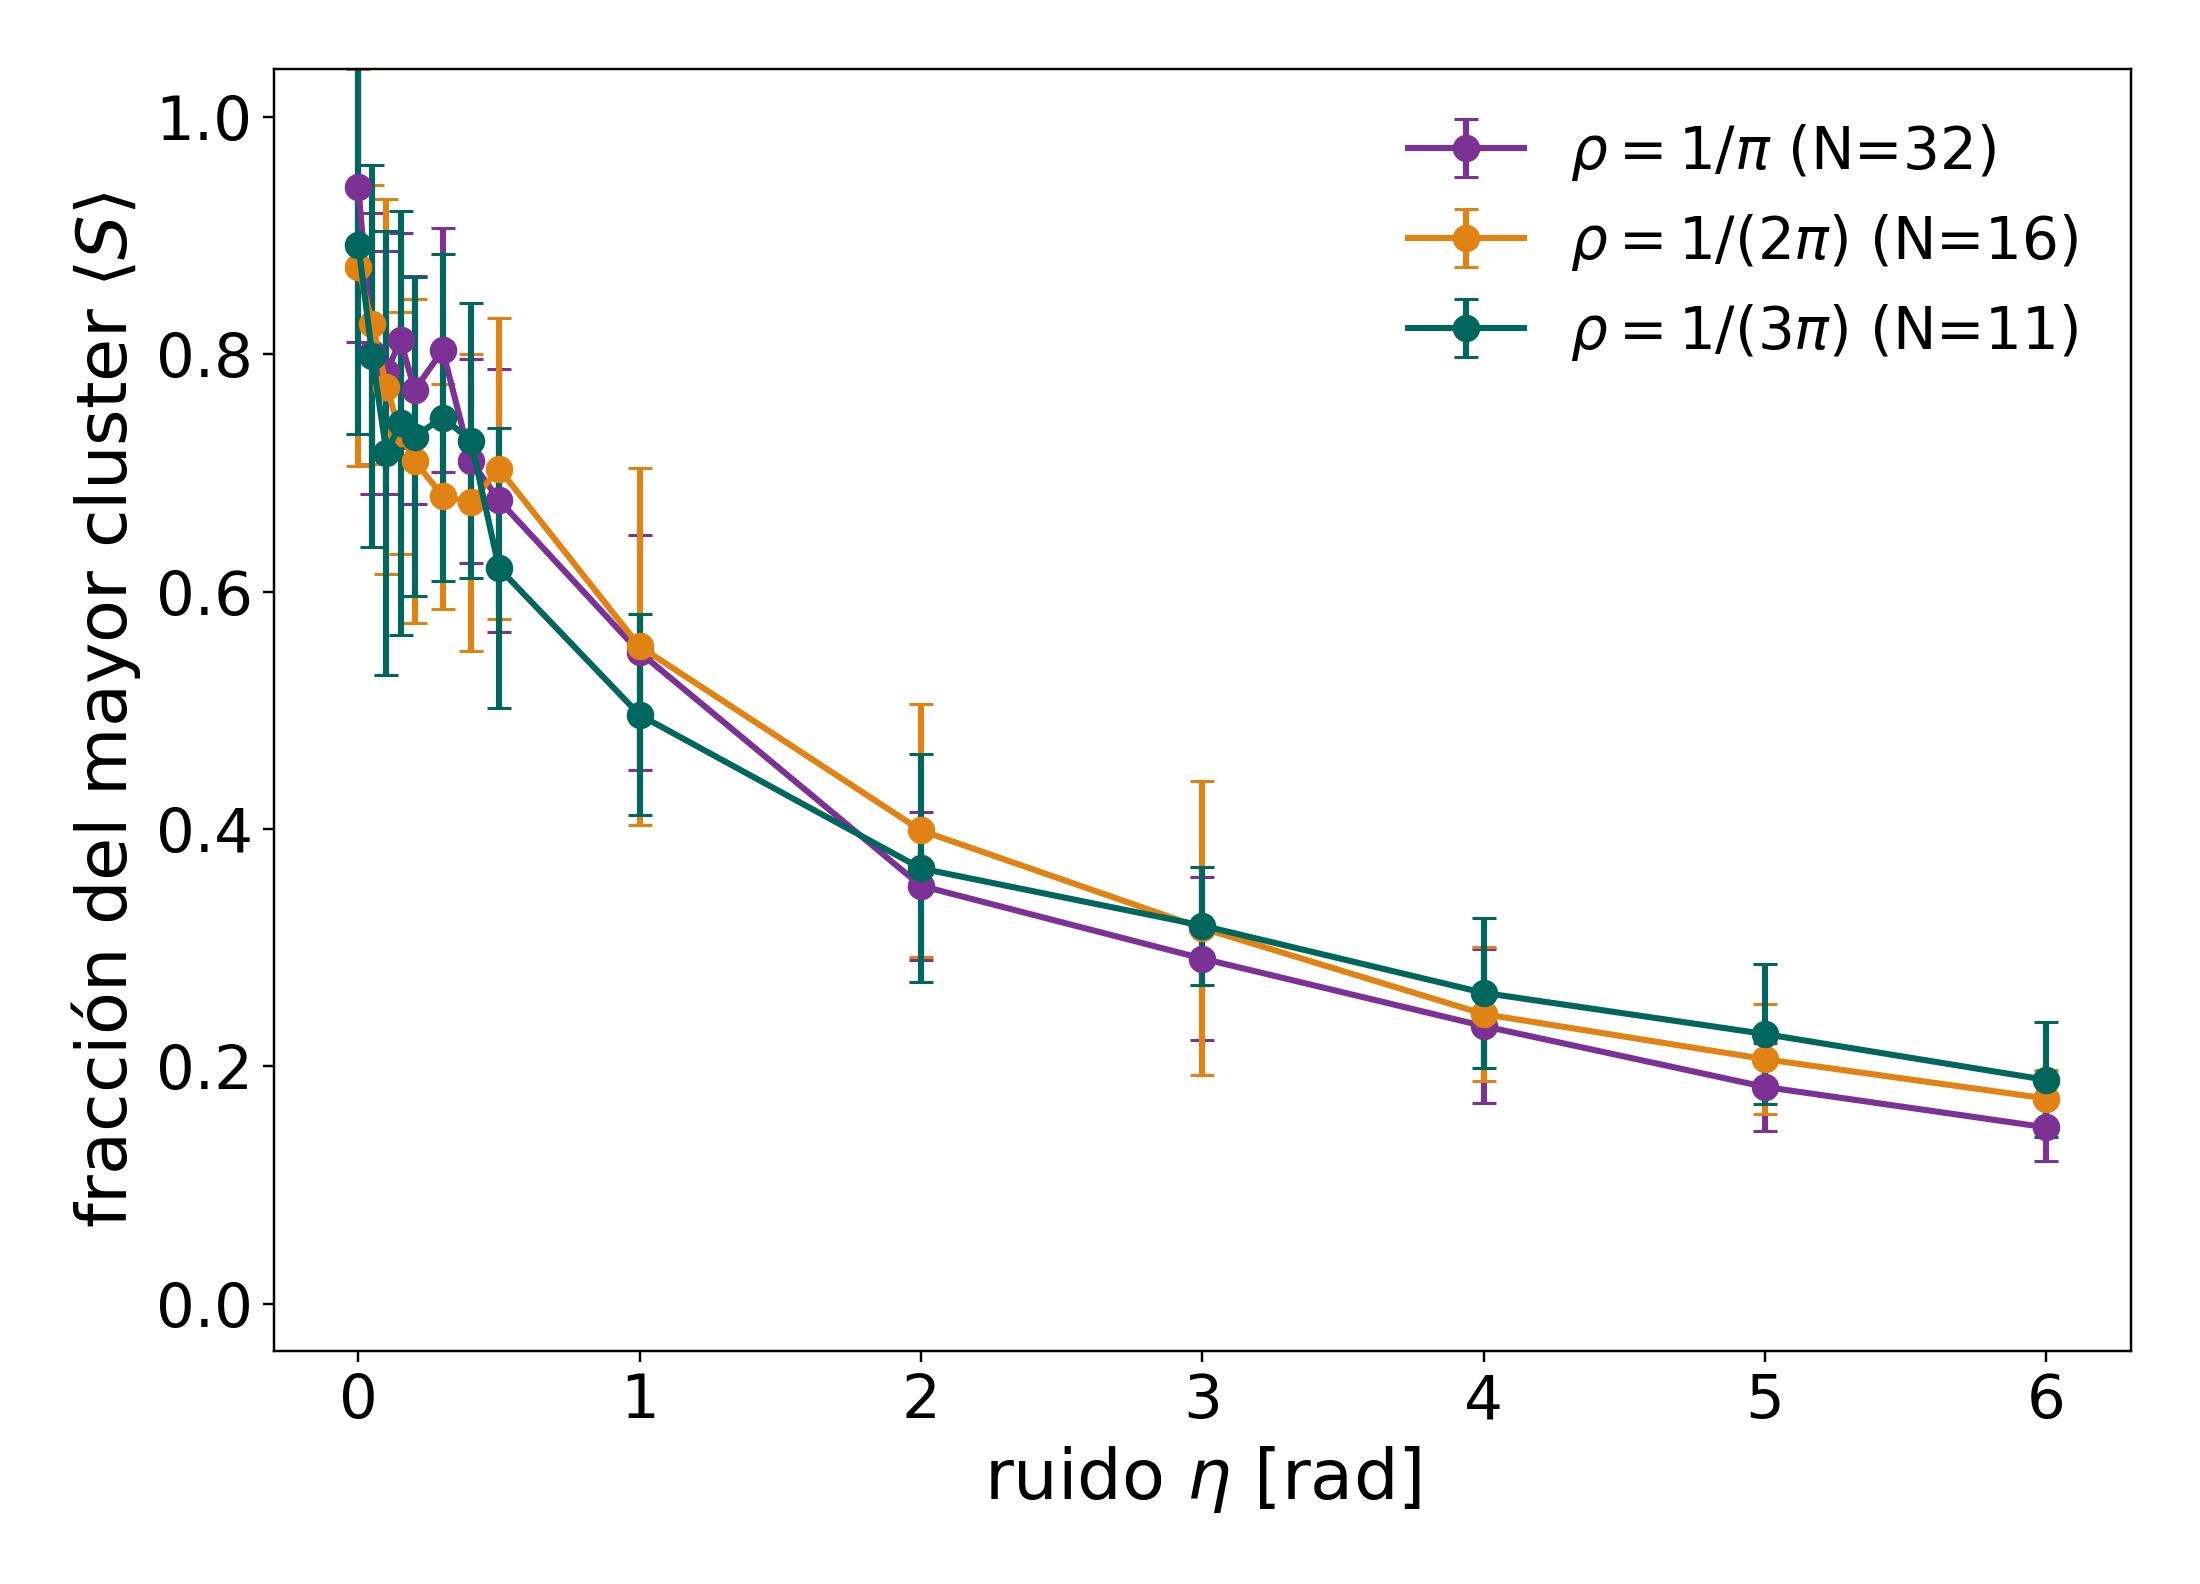 fracción del mayor cluster ⟨S⟩
1.0
0.8
0.6
0.4
0.2
0.0
ρ = 1/π (N=32)
ρ = 1/(2π) (N=16)
ρ = 1/(3π) (N=11)
0 1 2 3 4 5 6
ruido η [rad]